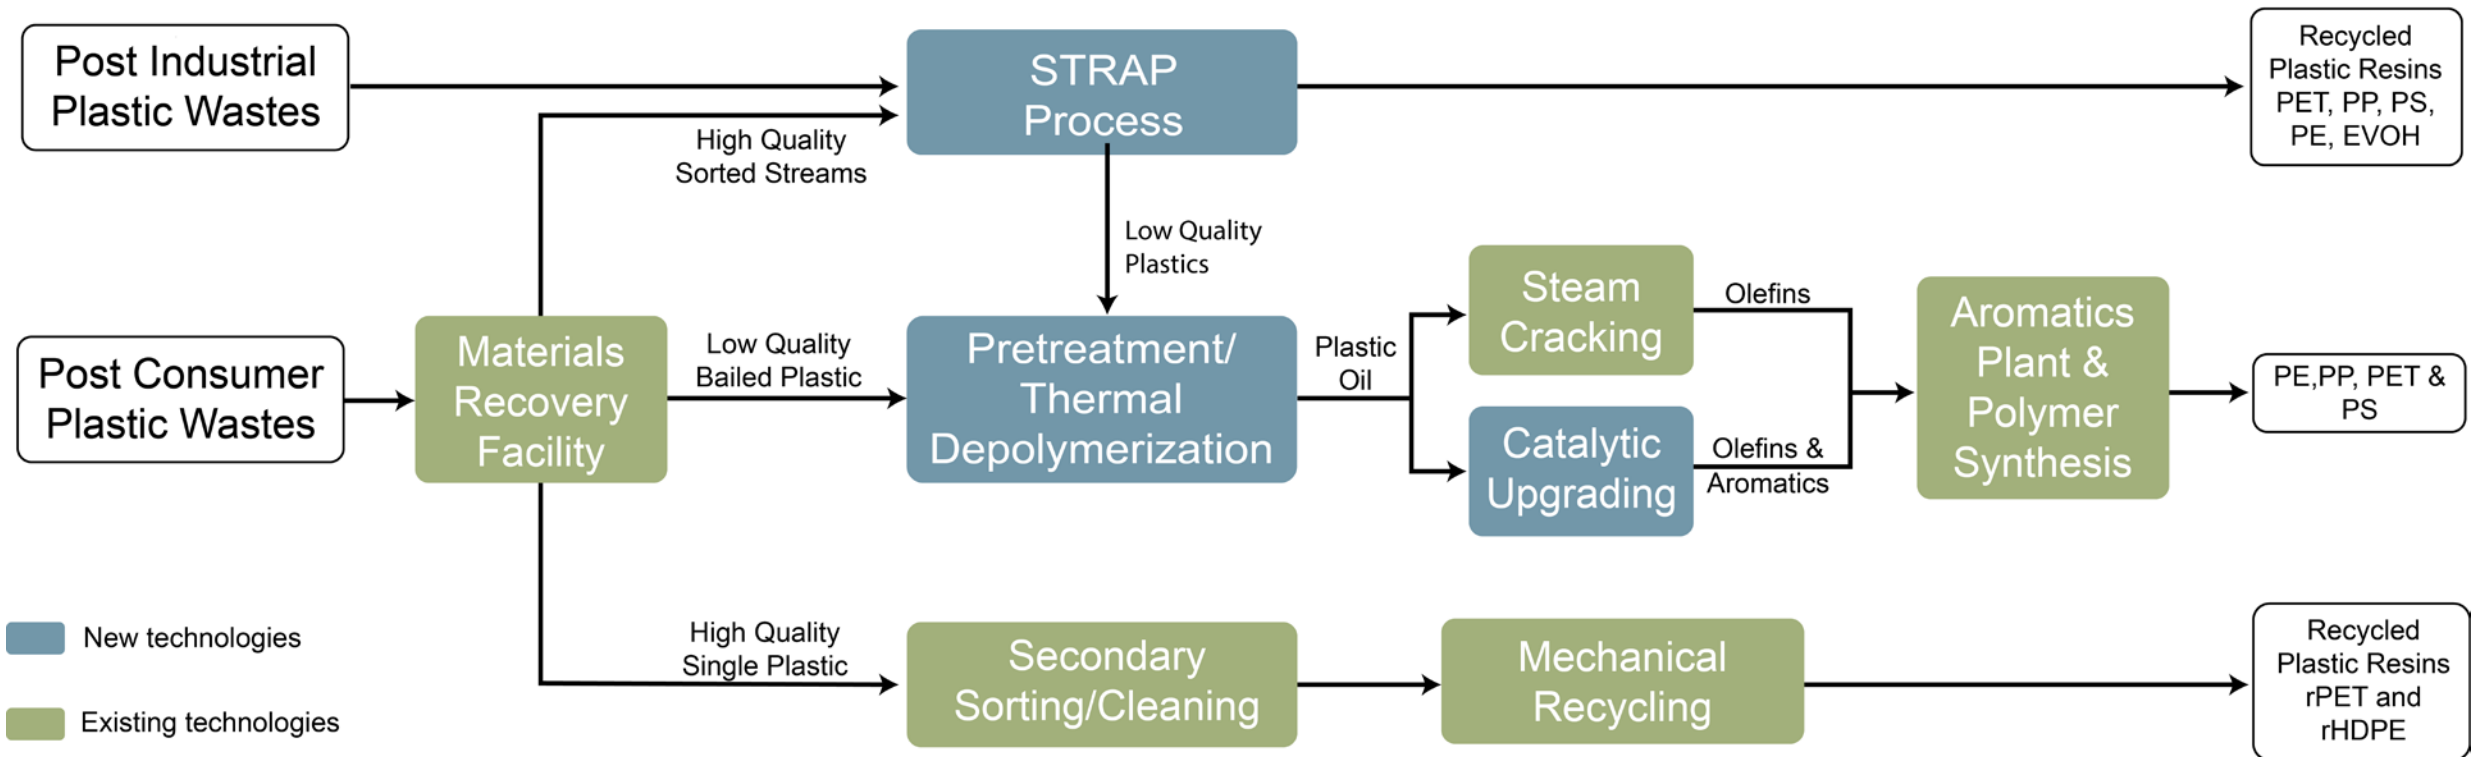 Post Industrial
Plastic Wastes
STRAP
Process
Recycled
Plastic Resins
PET, PP, PS,
PE, EVOH
High Quality
Sorted Streams
Low Quality
Plastics
Post Consumer
Plastic Wastes
Materials
Recovery
Facility
Low Quality
Bailed Plastic
Pretreatment/
Thermal
Depolymerization
Plastic
Oil
Steam
Cracking
Olefins
Catalytic
Upgrading
Olefins &
Aromatics
Aromatics
Plant &
Polymer
Synthesis
PE,PP, PET &
PS
High Quality
Single Plastic
Secondary
Sorting/Cleaning
Mechanical
Recycling
Recycled
Plastic Resins
rPET and
rHDPE
New technologies
Existing technologies